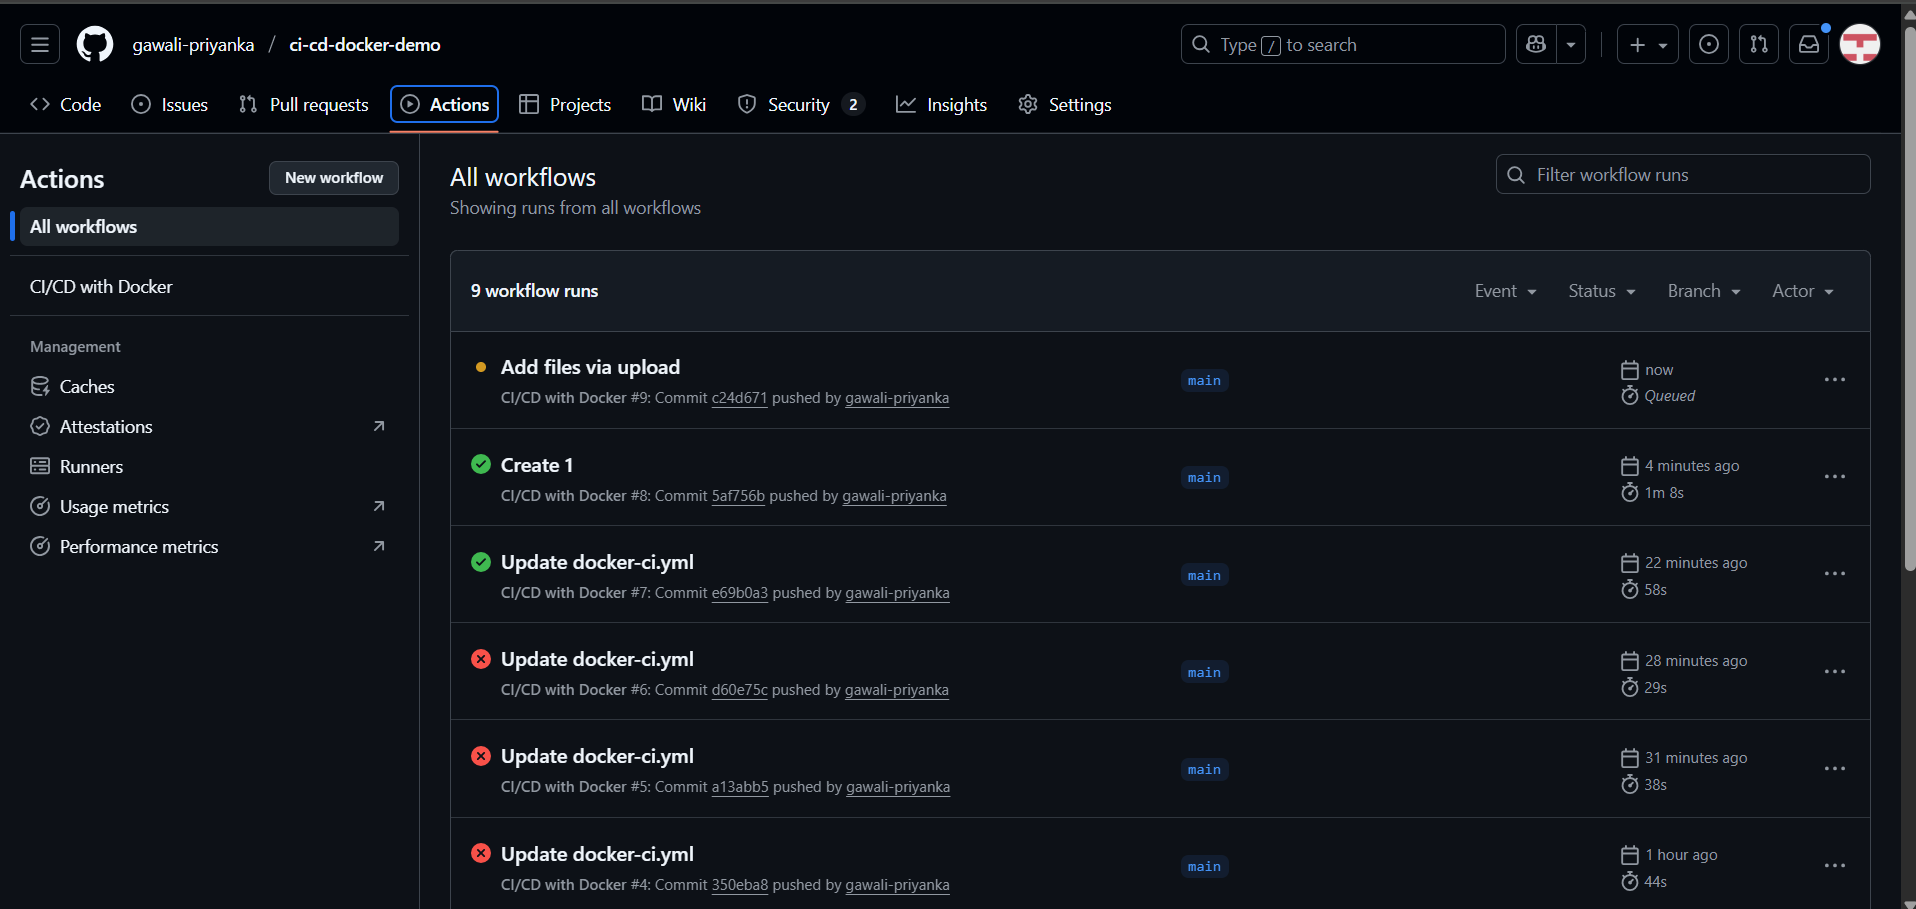 gawali-priyanka / ci-cd-docker-demo
Type / to search
Code Issues Pull requests Actions Projects Wiki Security 2 Insights Settings
Actions
New workflow
All workflows
CI/CD with Docker
Management
Caches
Attestations
Runners
Usage metrics
Performance metrics
All workflows
Showing runs from all workflows
Filter workflow runs
9 workflow runs
Event Status Branch Actor
Add files via upload
CI/CD with Docker #9: Commit c24d671 pushed by gawali-priyanka
main
now
Queued
Create 1
CI/CD with Docker #8: Commit 5af756b pushed by gawali-priyanka
main
4 minutes ago
1m 8s
Update docker-ci.yml
CI/CD with Docker #7: Commit e69b0a3 pushed by gawali-priyanka
main
22 minutes ago
58s
Update docker-ci.yml
CI/CD with Docker #6: Commit d60e75c pushed by gawali-priyanka
main
28 minutes ago
29s
Update docker-ci.yml
CI/CD with Docker #5: Commit a13abb5 pushed by gawali-priyanka
main
31 minutes ago
38s
Update docker-ci.yml
CI/CD with Docker #4: Commit 350eba8 pushed by gawali-priyanka
main
1 hour ago
44s